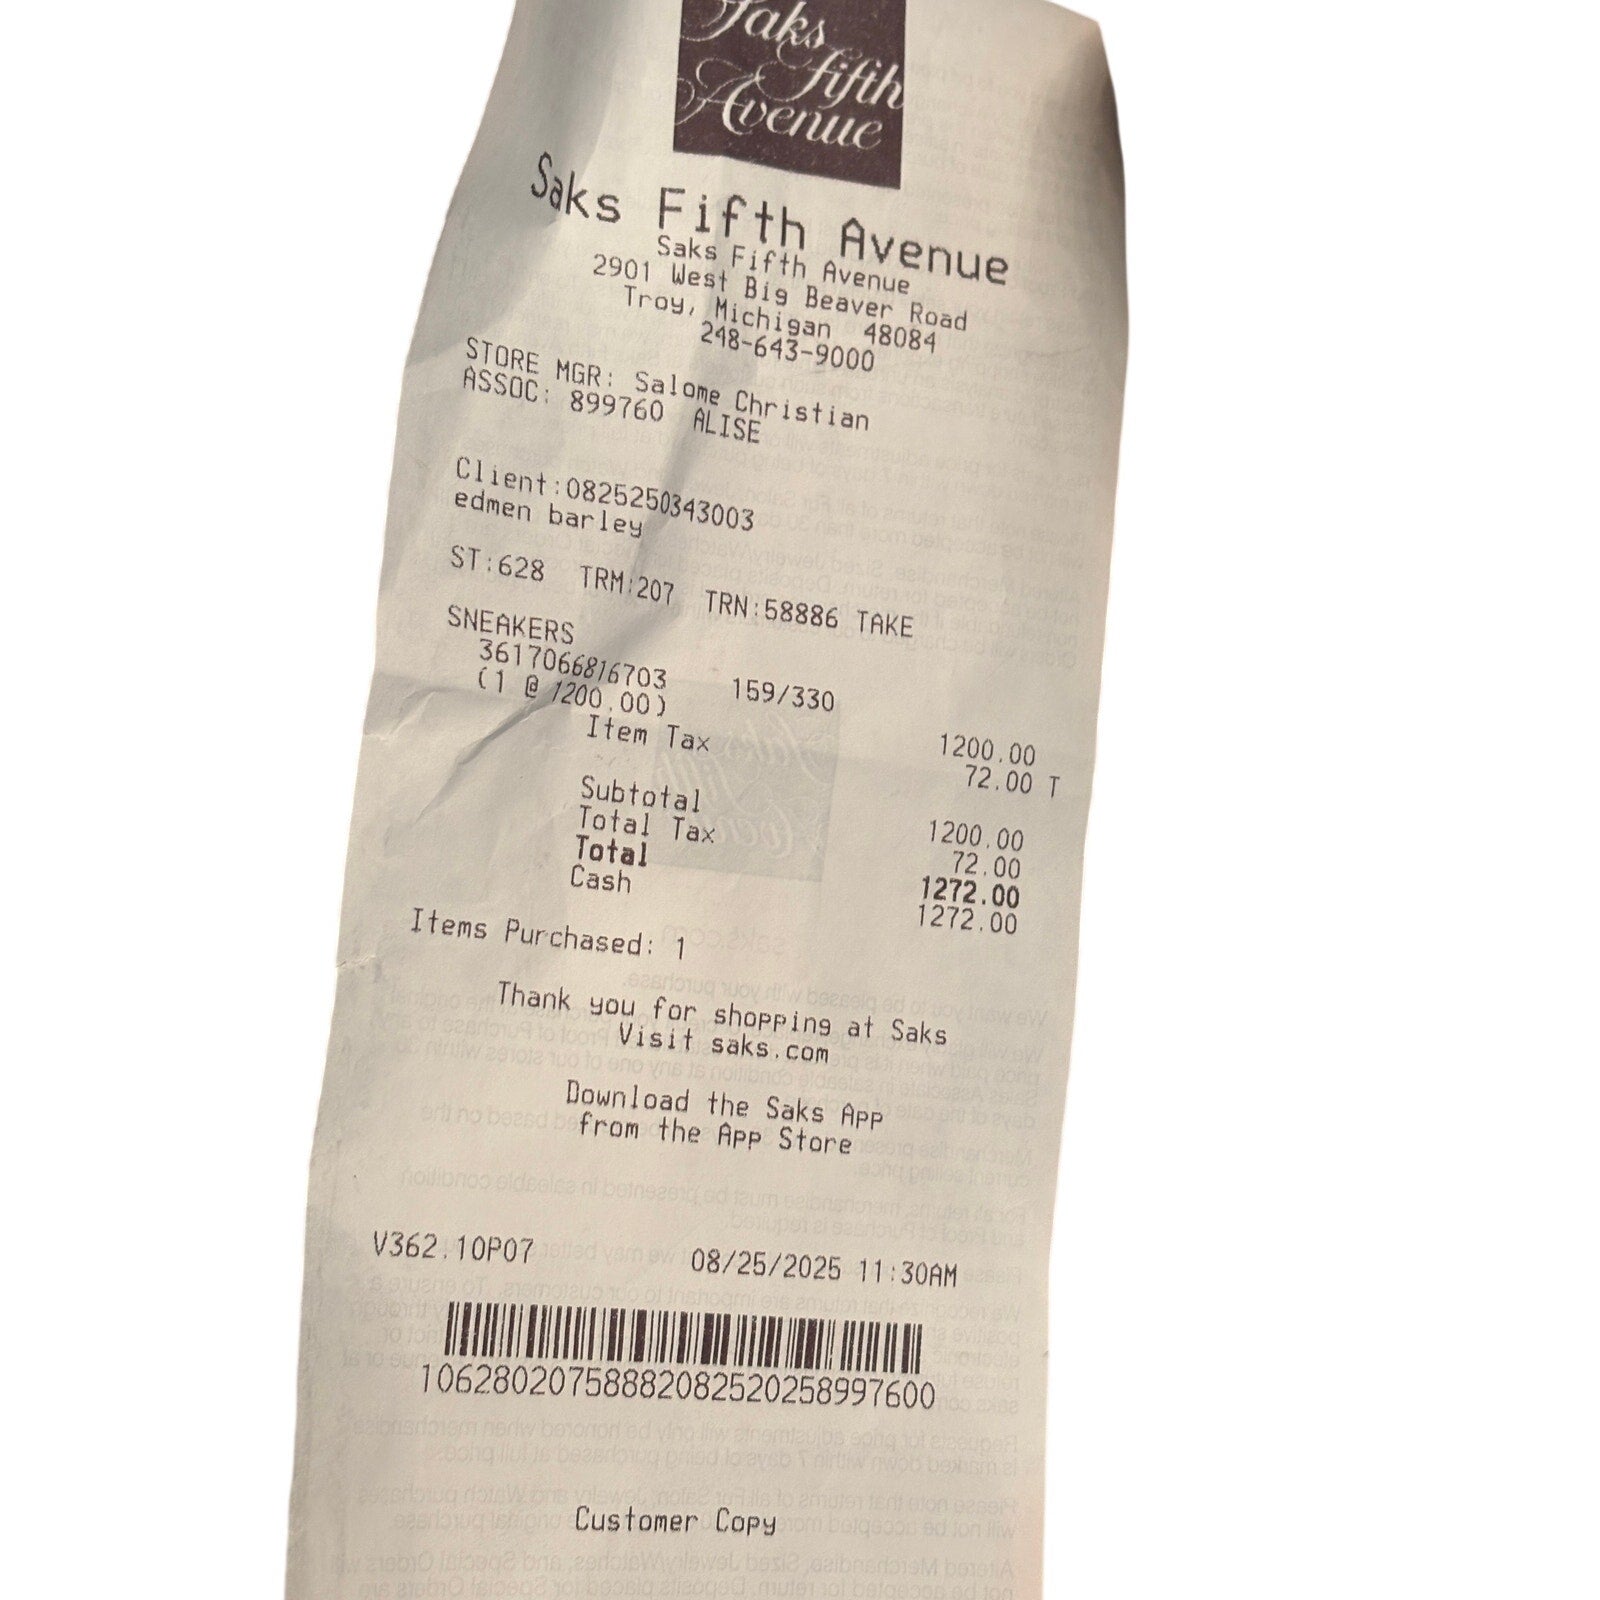 Saks
fifth
Avenue
Saks Fifth Avenue
Saks Fifth Avenue
2901 West Big Beaver Road
Troy, Michigan 48084
248-643-9000
STORE MGR: Salome Christian
ASSOC: 899760 ALISE
Client:0825250343003
edmen barley
ST:628 TRM:207 TRN:58886 TAKE
SNEAKERS
3617066816703 159/330
(1 @ 1200.00) 1200.00
Item Tax 72.00 T
Subtotal 1200.00
Total Tax 72.00
Total 1272.00
Cash 1272.00
Items Purchased: 1
Thank you for shopping at Saks
Visit saks.com
Download the Saks App
from the App Store
V362.10P07 08/25/2025 11:30AM
10628020758882082520258997600
Customer Copy